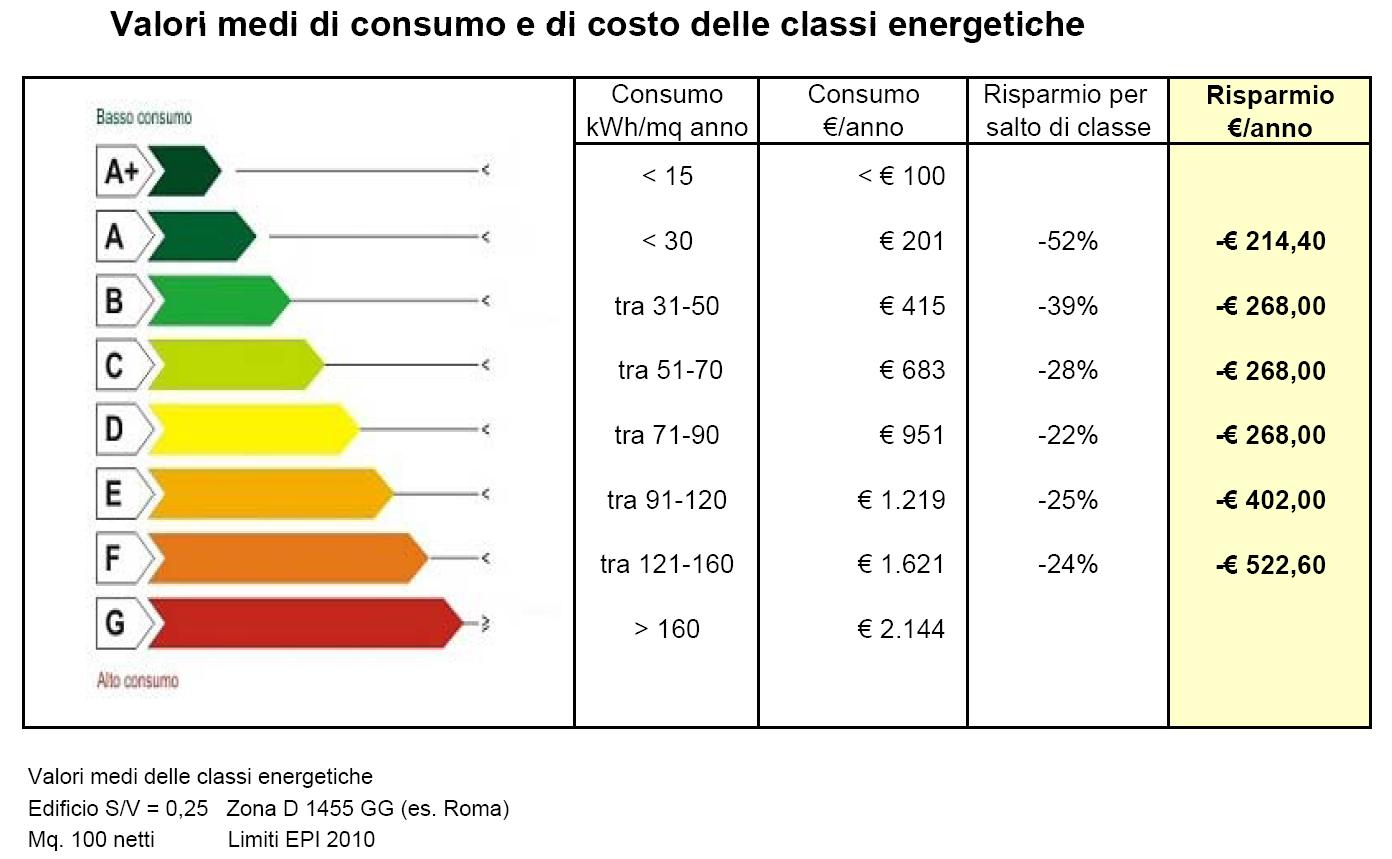 Valori medi di consumo e di costo delle classi energetiche
Basso consumo
Consumo kWh/mq anno
Consumo €/anno
Risparmio per salto di classe
Risparmio €/anno
A+ < < 15 < € 100
A < < 30 € 201 -52% -€ 214,40
B < tra 31-50 € 415 -39% -€ 268,00
C < tra 51-70 € 683 -28% -€ 268,00
D < tra 71-90 € 951 -22% -€ 268,00
E < tra 91-120 € 1.219 -25% -€ 402,00
F < tra 121-160 € 1.621 -24% -€ 522,60
G ≥ > 160 € 2.144
Alto consumo
Valori medi delle classi energetiche
Edificio S/V = 0,25 Zona D 1455 GG (es. Roma)
Mq. 100 netti Limiti EPI 2010